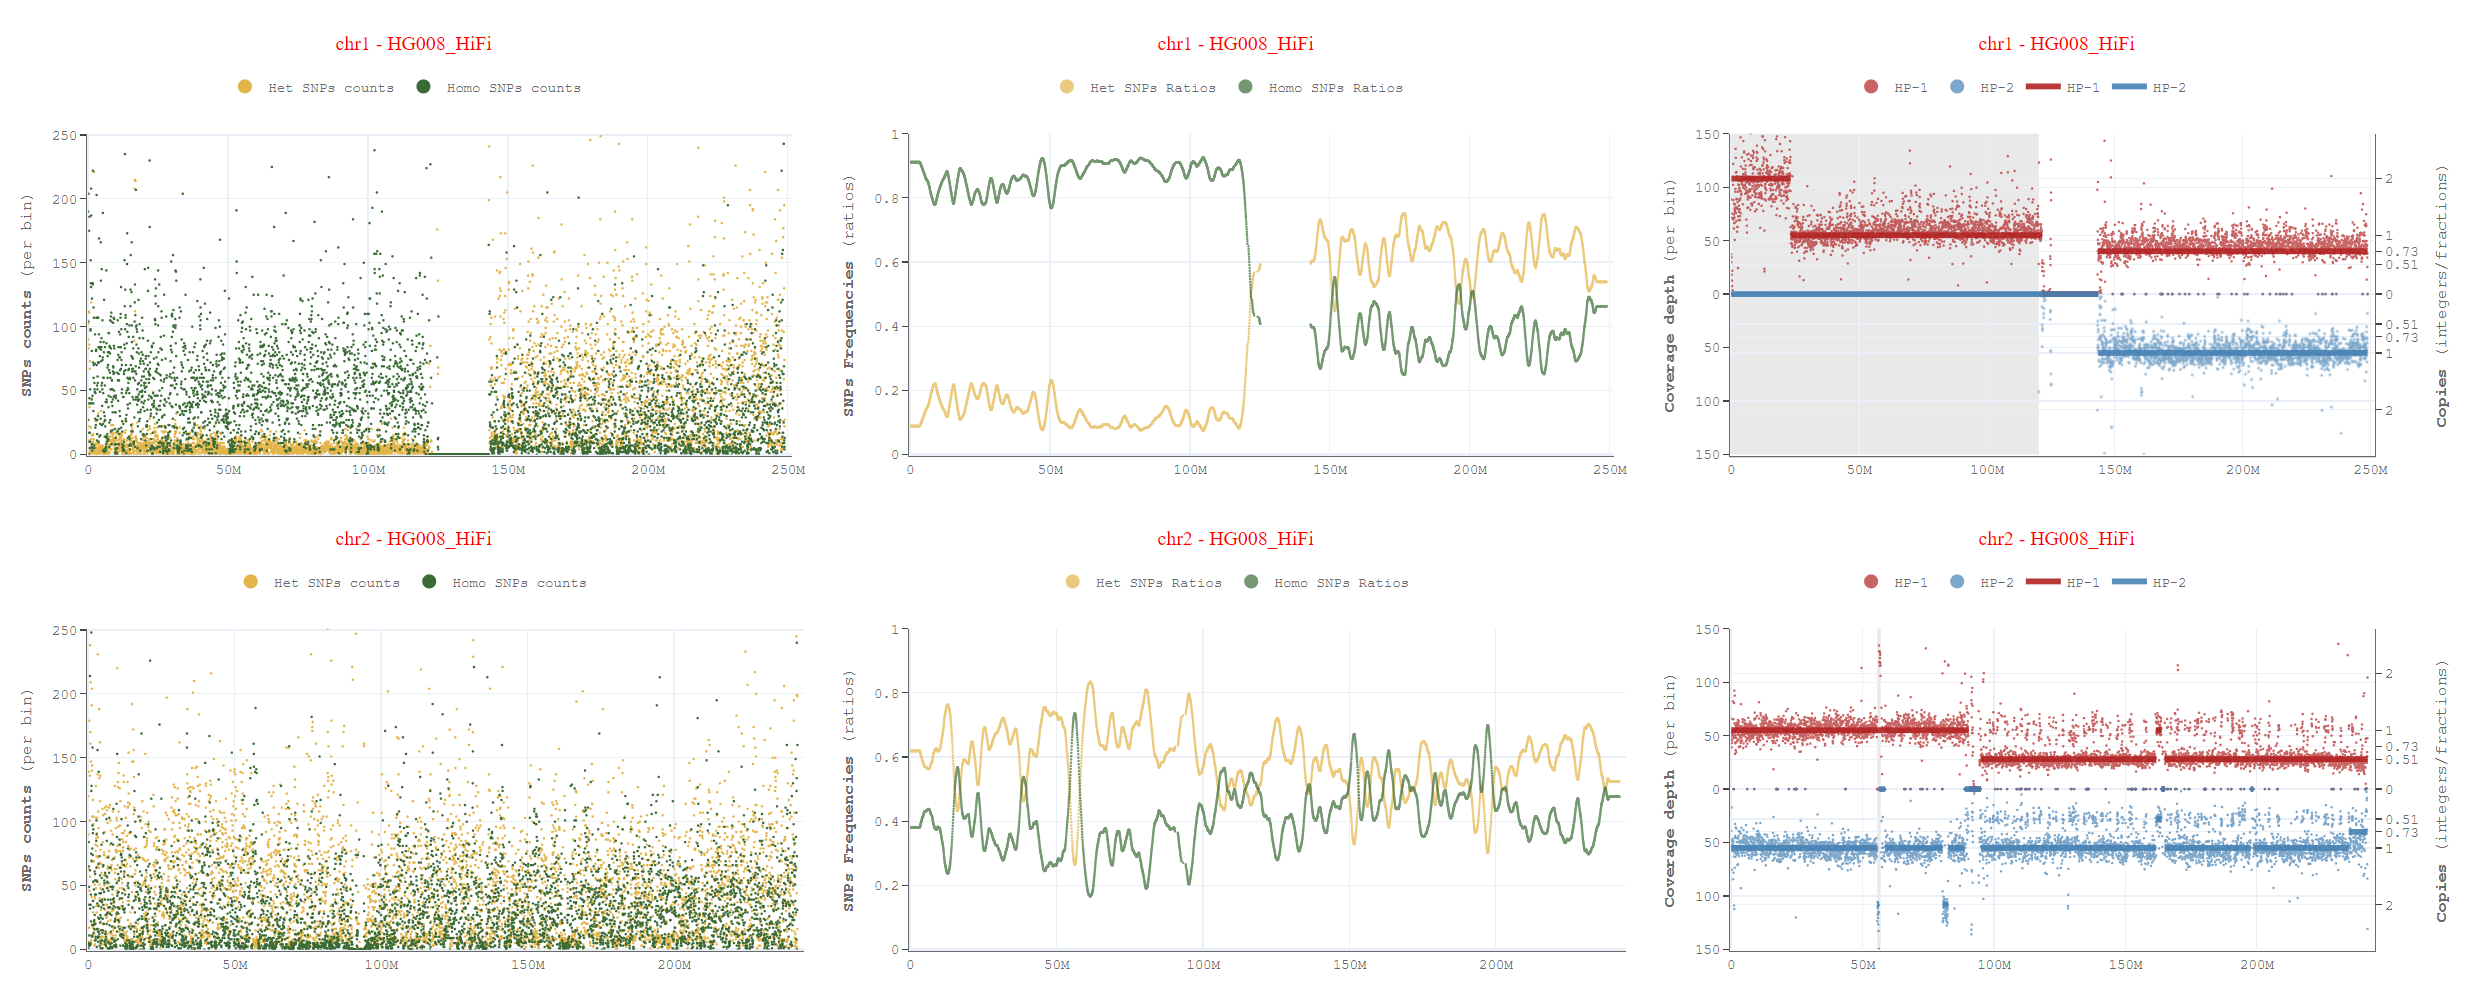 chr1 - HG008_HiFi
Het SNPs counts
Homo SNPs counts
SNPs counts (per bin)
250
200
150
100
50
0
0 50M 100M 150M 200M 250M
chr1 - HG008_HiFi
Het SNPs Ratios
Homo SNPs Ratios
SNPs Frequencies (ratios)
1
0.8
0.6
0.4
0.2
0
0 50M 100M 150M 200M 250M
chr1 - HG008_HiFi
HP-1 HP-2 HP-1 HP-2
Coverage depth (per bin)
150
100
50
0
50
100
150
0 50M 100M 150M 200M 250M
2
1
0.73
0.51
0
0.51
0.73
1
2
Copies (integers/fractions)
chr2 - HG008_HiFi
Het SNPs counts
Homo SNPs counts
SNPs counts (per bin)
250
200
150
100
50
0
0 50M 100M 150M 200M
chr2 - HG008_HiFi
Het SNPs Ratios
Homo SNPs Ratios
SNPs Frequencies (ratios)
1
0.8
0.6
0.4
0.2
0
0 50M 100M 150M 200M
chr2 - HG008_HiFi
HP-1 HP-2 HP-1 HP-2
Coverage depth (per bin)
150
100
50
0
50
100
150
0 50M 100M 150M 200M
2
1
0.73
0.51
0
0.51
0.73
1
2
Copies (integers/fractions)